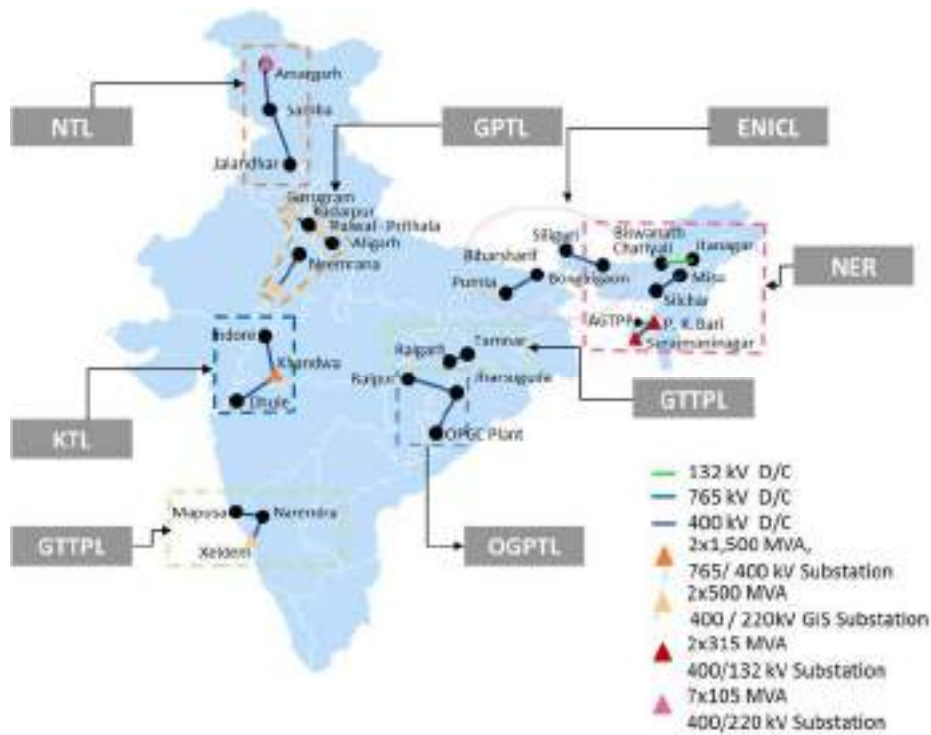 Amargarh
Samba
Jalandhar
NTL
GPTL
ENICL
Gurugram
Kadarpur
Palwal - Prithala
Aligarh
Neemrana
Siliguri
Biharsharif
Purnia
Bongaigaon
Biswanath
Chariyali
Itanagar
Misa
Silchar
AGTPP
P. K. Bari
Surajmaninagar
NER
Indore
Khandwa
Dhule
KTL
Raigarh
Tamnar
Raipur
Jharsuguda
OPGC Plant
GTTPL
Mapusa
Narendra
Xeldem
GTTPL
OGPTL
132 kV D/C
765 kV D/C
400 kV D/C
2x1,500 MVA,
765/ 400 kV Substation
2x500 MVA
400 / 220kV GIS Substation
2x315 MVA
400/132 kV Substation
7x105 MVA
400/220 kV Substation